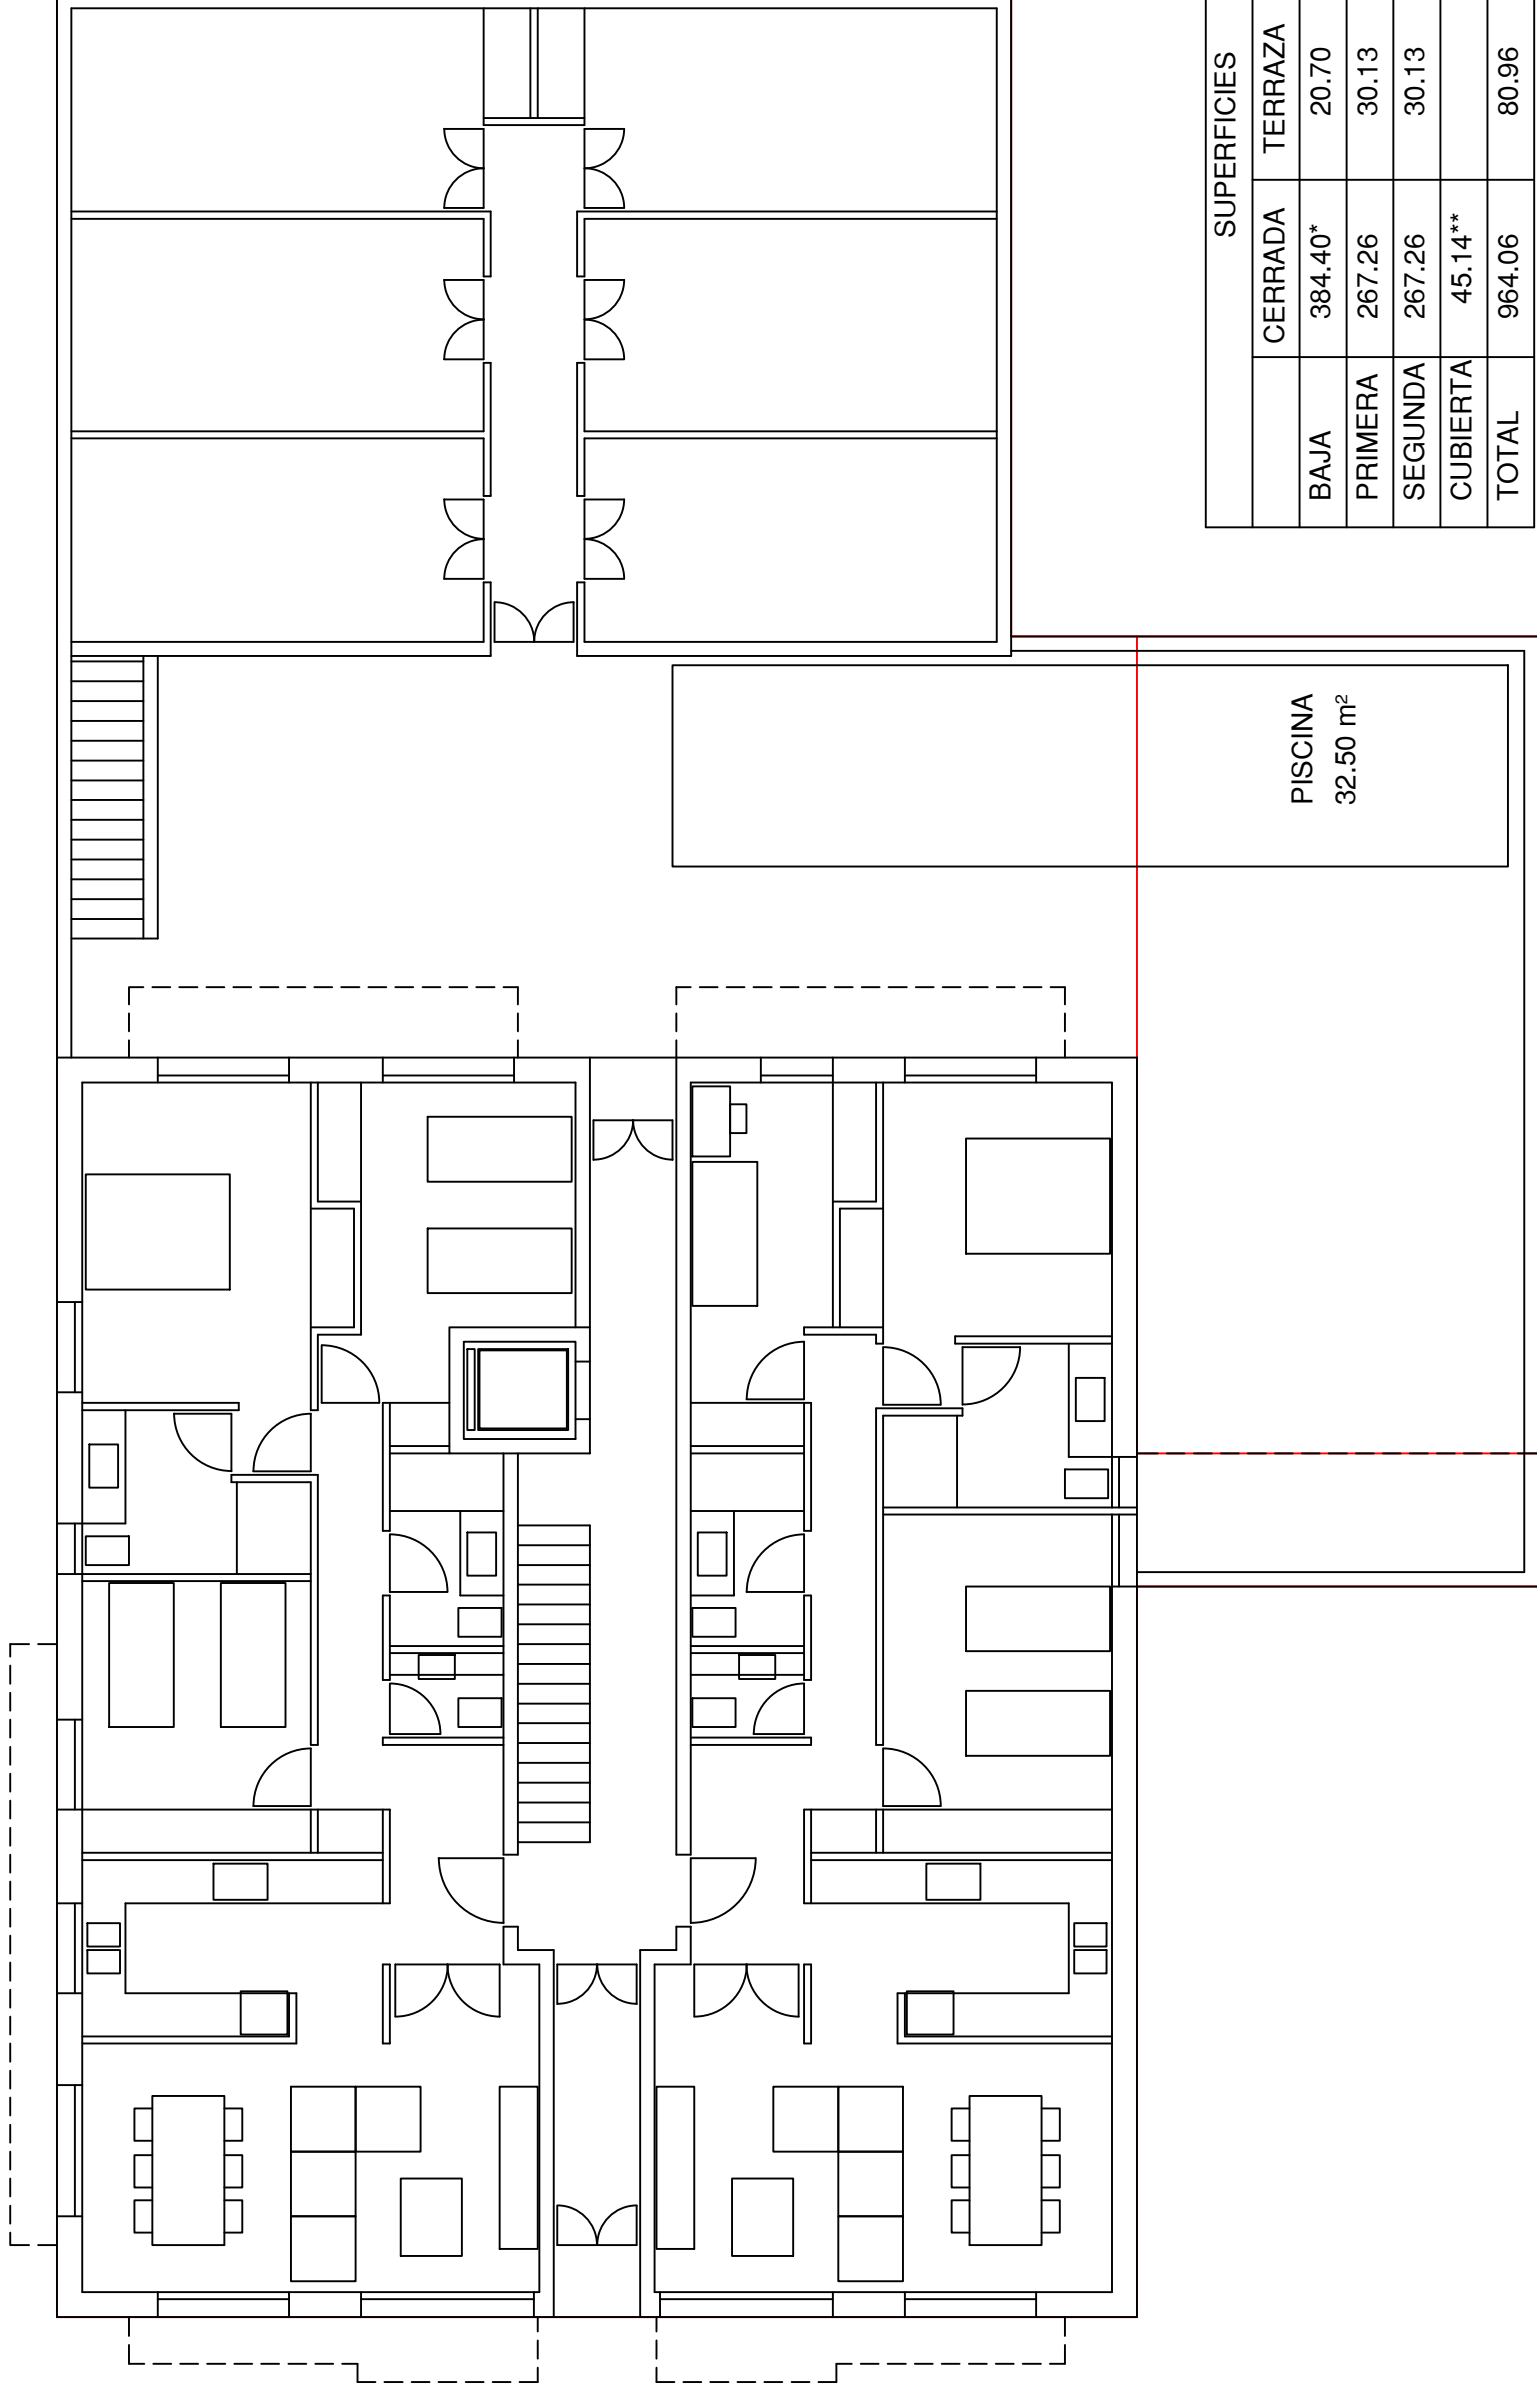 SUPERFICIES
CERRADA TERRAZA
BAJA 384.40* 20.70
PRIMERA 267.26 30.13
SEGUNDA 267.26 30.13
CUBIERTA 45.14**
TOTAL 964.06 80.96
PISCINA
32.50 m²